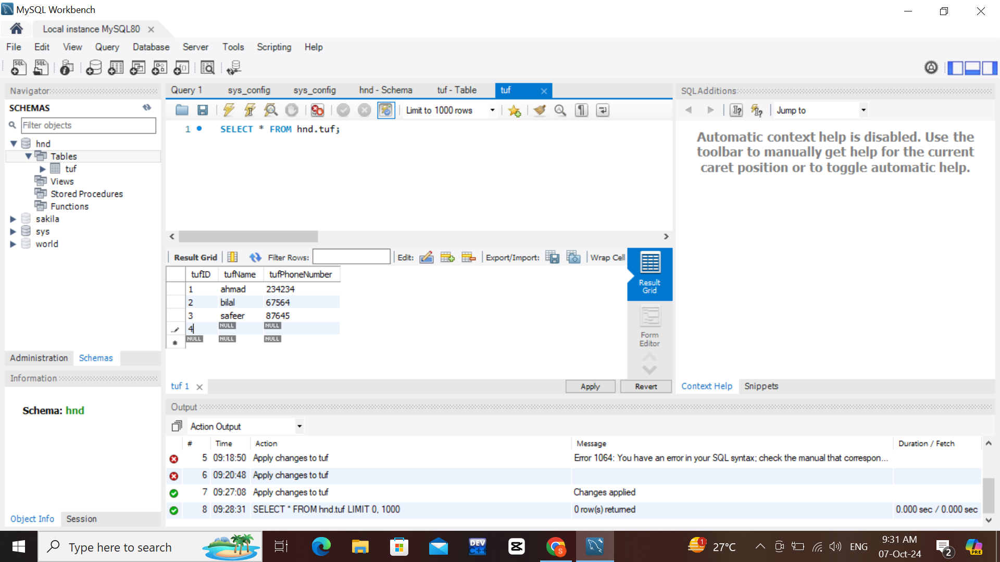 MySQL Workbench
Local instance MySQL80
File Edit View Query Database Server Tools Scripting Help
Navigator
SCHEMAS
Filter objects
hnd
Tables
tuf
Views
Stored Procedures
Functions
sakila
sys
world
Administration Schemas
Information
Schema: hnd
Object Info Session
Query 1 sys_config sys_config hnd - Schema tuf - Table tuf
Limit to 1000 rows
1 SELECT * FROM hnd.tuf;
Result Grid Filter Rows: Edit: Export/Import: Wrap Cell
tufID tufName tufPhoneNumber
1 ahmad 234234
2 bilal 67564
3 safeer 87645
4 NULL NULL
NULL NULL NULL
Result
Grid
Form
Editor
tuf 1
Apply Revert
SQLAdditions
Jump to
Automatic context help is disabled. Use the
toolbar to manually get help for the current
caret position or to toggle automatic help.
Context Help Snippets
Output
Action Output
# Time Action Message Duration / Fetch
5 09:18:50 Apply changes to tuf Error 1064: You have an error in your SQL syntax; check the manual that correspon...
6 09:20:48 Apply changes to tuf
7 09:27:08 Apply changes to tuf Changes applied
8 09:28:31 SELECT * FROM hnd.tuf LIMIT 0, 1000 0 row(s) returned 0.000 sec / 0.000 sec
Type here to search
DEV
C++
S
1
27°C
ENG
9:31 AM
07-Oct-24
2
PRE